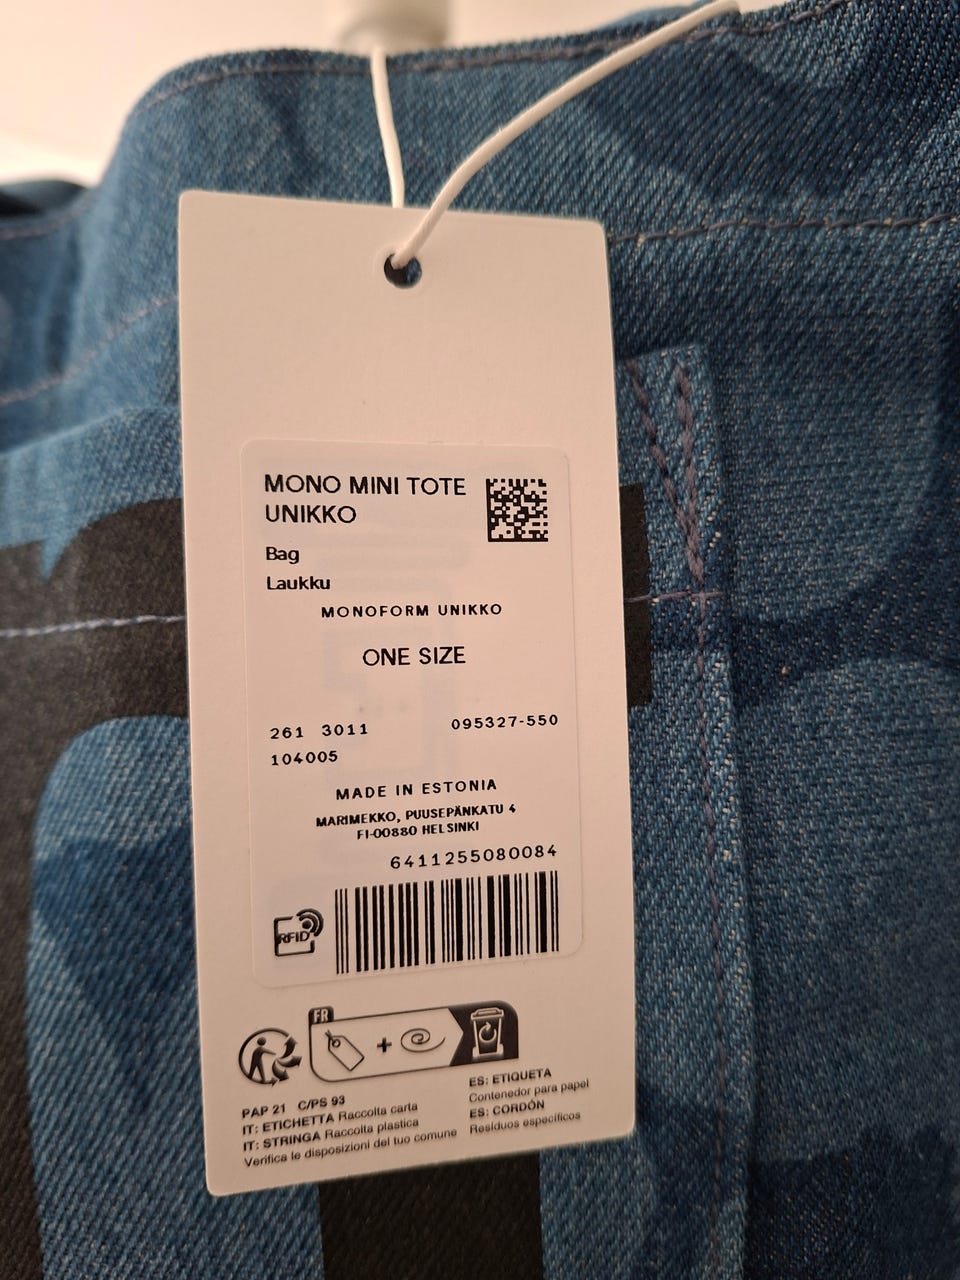 MONO MINI TOTE
UNIKKO
Bag
Laukku
MONOFORM UNIKKO
ONE SIZE
261 3011 095327-550
104005
MADE IN ESTONIA
MARIMEKKO, PUUSEPÄNKATU 4
FI-00880 HELSINKI
6411255080084
RFID
FR
PAP 21 C/PS 93
IT: ETICHETTA Raccolta carta
IT: STRINGA Raccolta plastica
Verifica le disposizioni del tuo comune
ES: ETIQUETA
Contenedor para papel
ES: CORDÓN
Residuos específicos